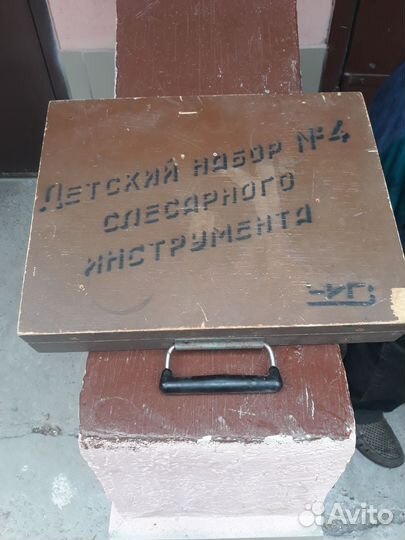 Детский набор №4
слесарного
инструмента
Avito